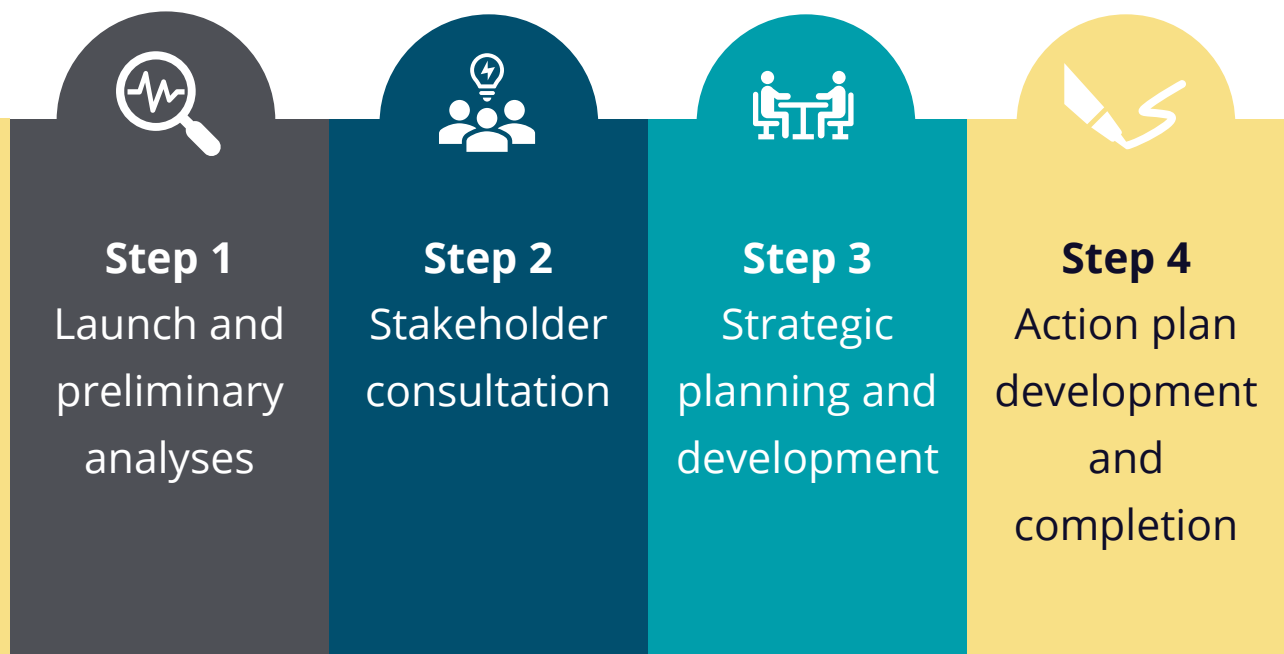 Step 1
Launch and
preliminary
analyses
Step 2
Stakeholder
consultation
Step 3
Strategic
planning and
development
Step 4
Action plan
development
and
completion